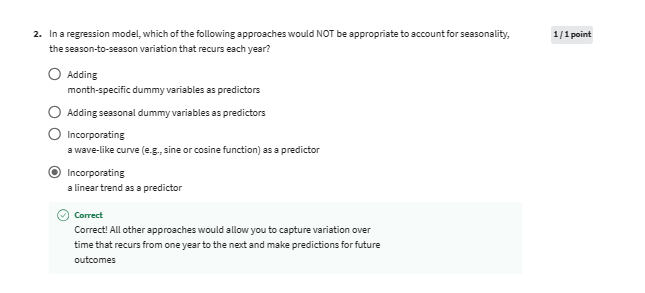 2. In a regression model, which of the following approaches would NOT be appropriate to account for seasonality, 1 / 1 point
the season-to-season variation that recurs each year?
Adding
month-specific dummy variables as predictors
Adding seasonal dummy variables as predictors
Incorporating
a wave-like curve (e.g., sine or cosine function) as a predictor
Incorporating
a linear trend as a predictor
Correct
Correct! All other approaches would allow you to capture variation over
time that recurs from one year to the next and make predictions for future
outcomes